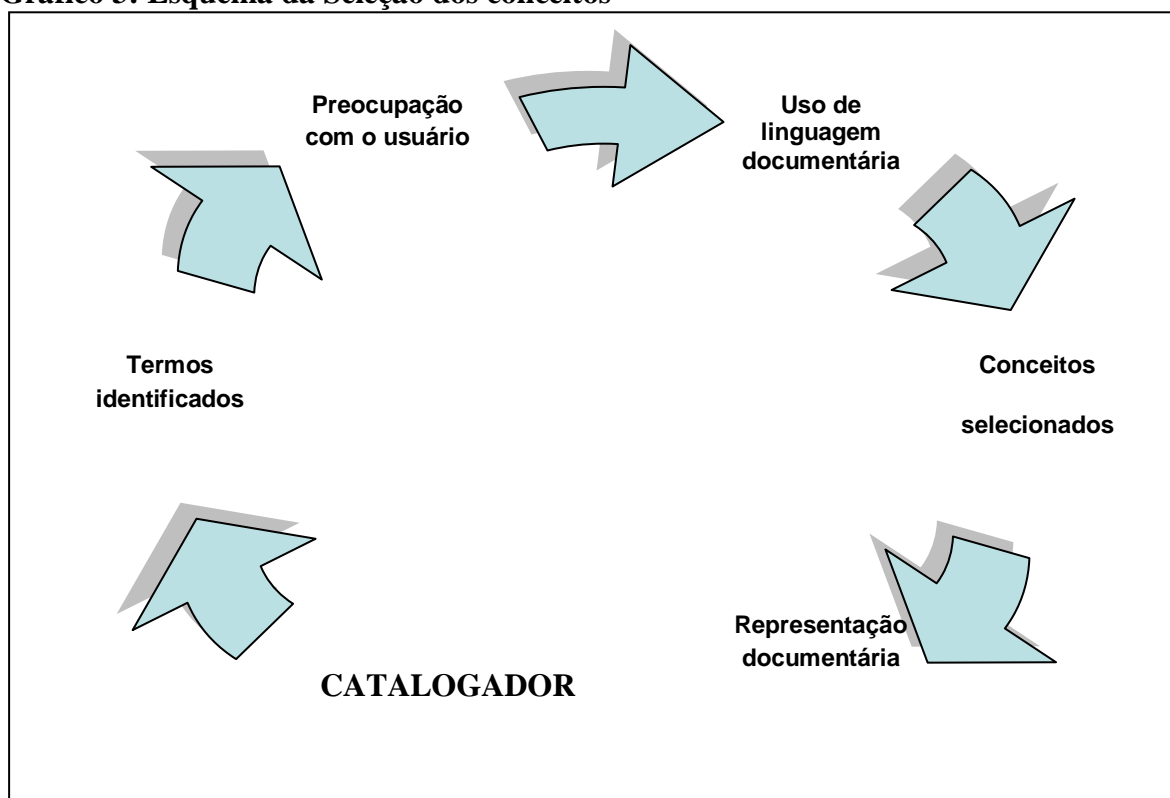 Gráfico 3: Esquema da Seleção dos conceitos
Preocupação
com o usuário
Uso de
linguagem
documentária
Termos
identificados
Conceitos
selecionados
Representação
documentária
CATALOGADOR